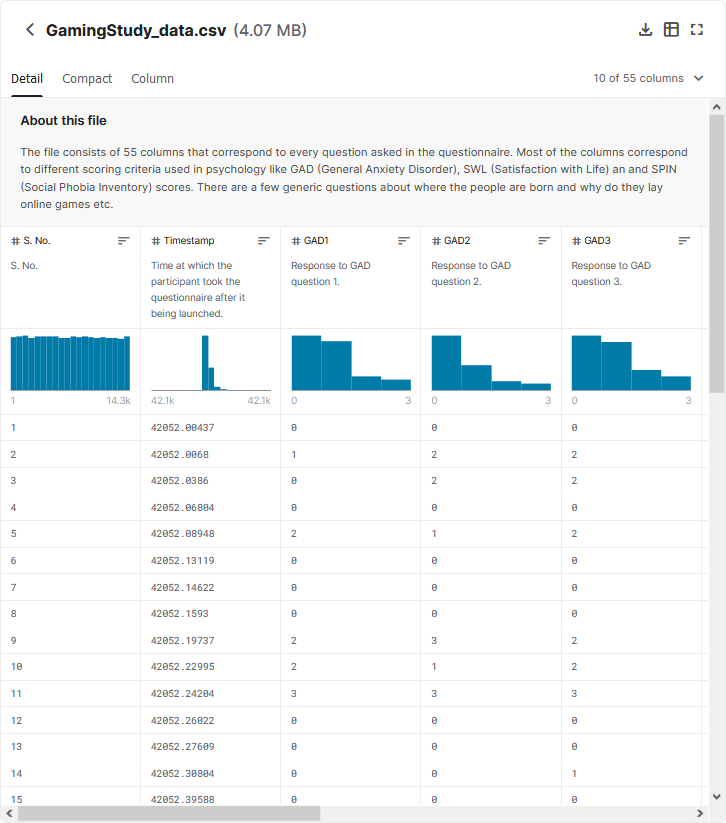 GamingStudy_data.csv (4.07 MB)
Detail Compact Column 10 of 55 columns
About this file
The file consists of 55 columns that correspond to every question asked in the questionnaire. Most of the columns correspond
to different scoring criteria used in psychology like GAD (General Anxiety Disorder), SWL (Satisfaction with Life) an and SPIN
(Social Phobia Inventory) scores. There are a few generic questions about where the people are born and why do they lay
online games etc.
# S. No. # Timestamp # GAD1 # GAD2 # GAD3
S. No. Time at which the Response to GAD Response to GAD Response to GAD
participant took the question 1. question 2. question 3.
questionnaire after it
being launched.
1 14.3k 42.1k 42.1k 0 3 0 3 0 3
1 42052.00437 0 0 0
2 42052.0068 1 2 2
3 42052.0386 0 2 2
4 42052.06804 0 0 0
5 42052.08948 2 1 2
6 42052.13119 0 0 0
7 42052.14622 0 0 0
8 42052.1593 0 0 0
9 42052.19737 2 3 2
10 42052.22995 2 1 2
11 42052.24204 3 3 3
12 42052.26022 0 0 0
13 42052.27609 0 0 0
14 42052.30804 0 0 1
15 42052.39588 0 0 0